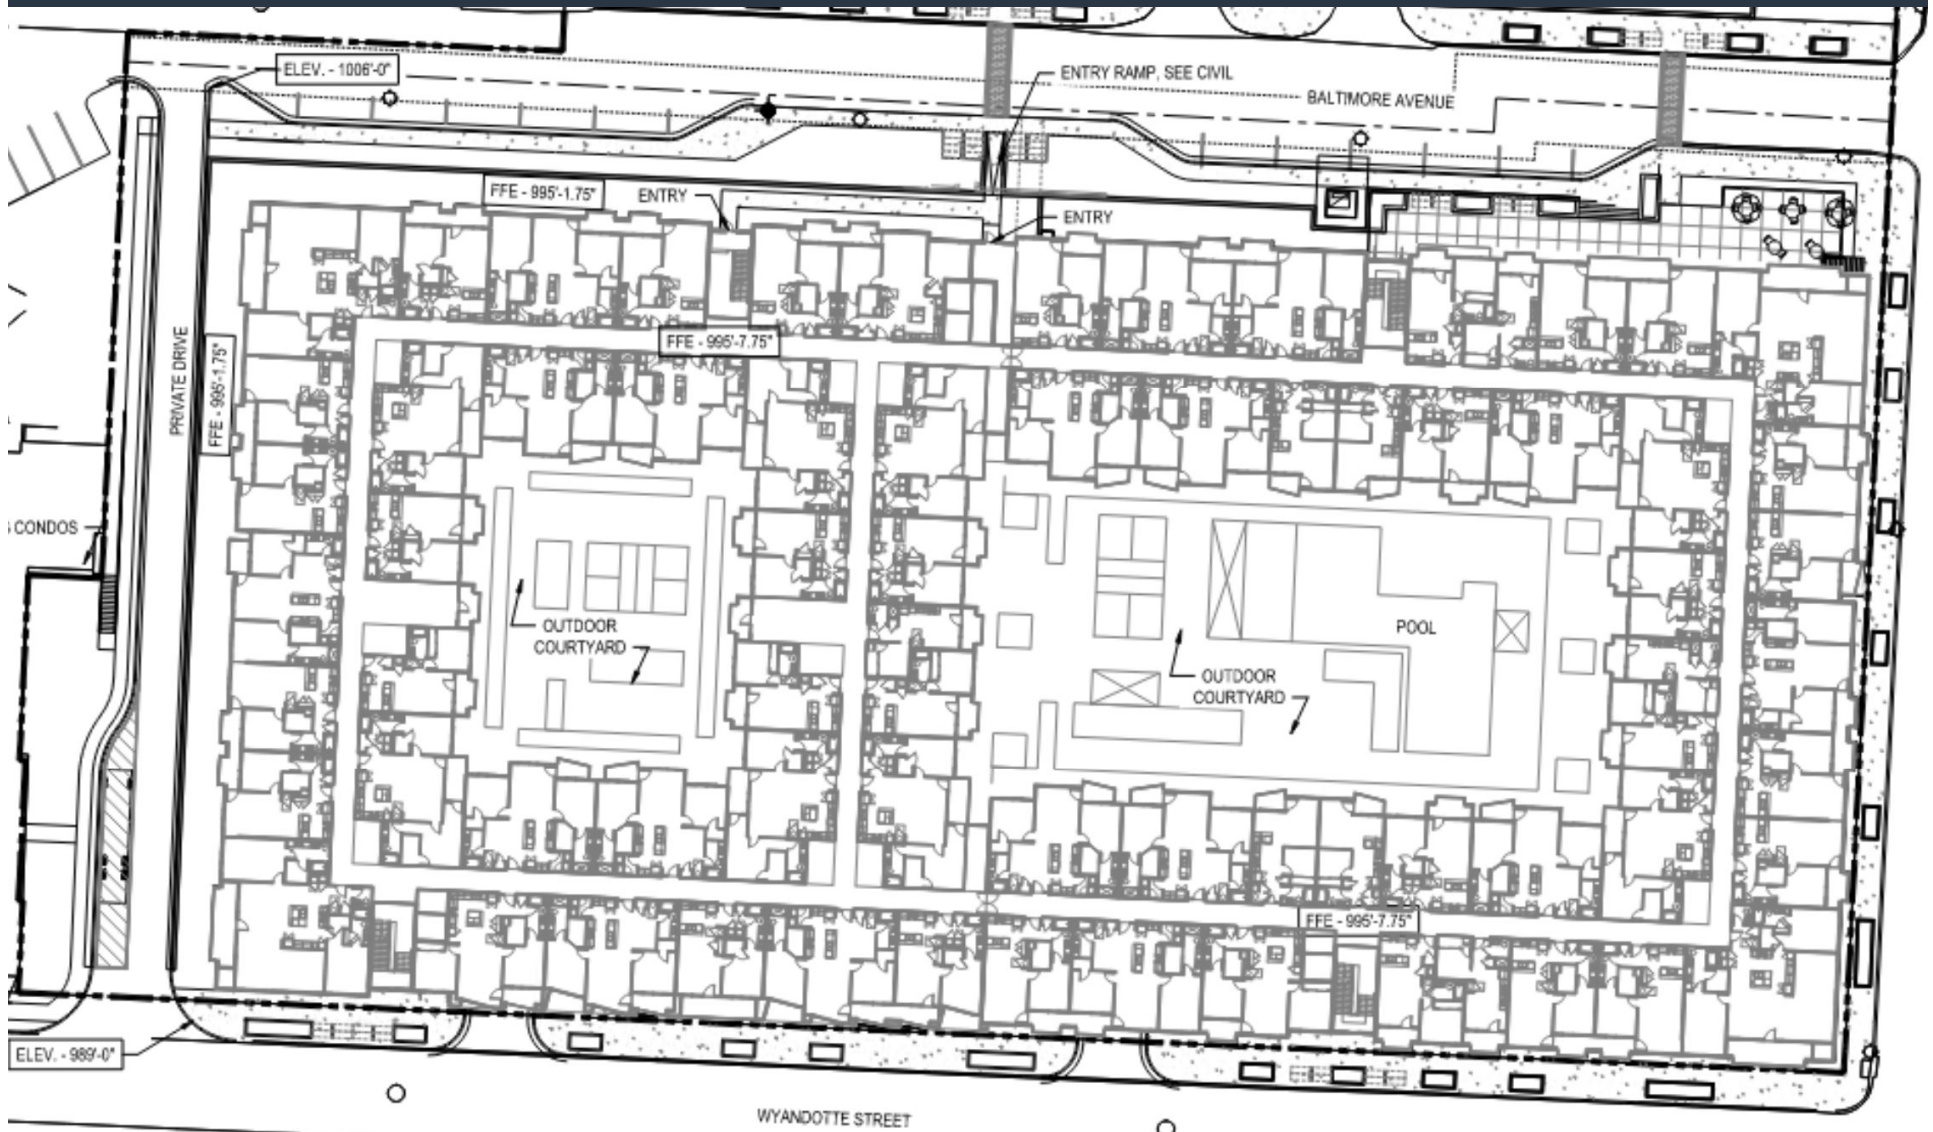 ELEV. - 1006'-0"
ENTRY RAMP, SEE CIVIL
BALTIMORE AVENUE
FFE - 995'-1.75"
ENTRY
ENTRY
FFE - 995'-7.75"
PRIVATE DRIVE
FFE - 995'-1.75"
CONDOS
OUTDOOR
COURTYARD
POOL
OUTDOOR
COURTYARD
FFE - 995'-7.75"
ELEV. - 989'-0"
WYANDOTTE STREET